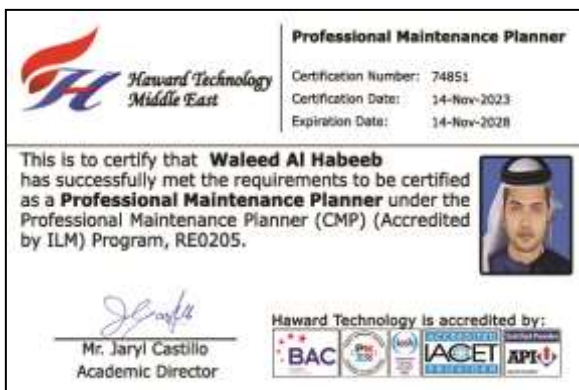 Professional Maintenance Planner
Haward Technology
Middle East
Certification Number: 74851
Certification Date: 14-Nov-2023
Expiration Date: 14-Nov-2028
This is to certify that Waleed Al Habeeb
has successfully met the requirements to be certified
as a Professional Maintenance Planner under the
Professional Maintenance Planner (CMP) (Accredited
by ILM) Program, RE0205.
Mr. Jaryl Castillo
Academic Director
Haward Technology is accredited by:
BAC
ACCREDITED
IACET
PROVIDER
API